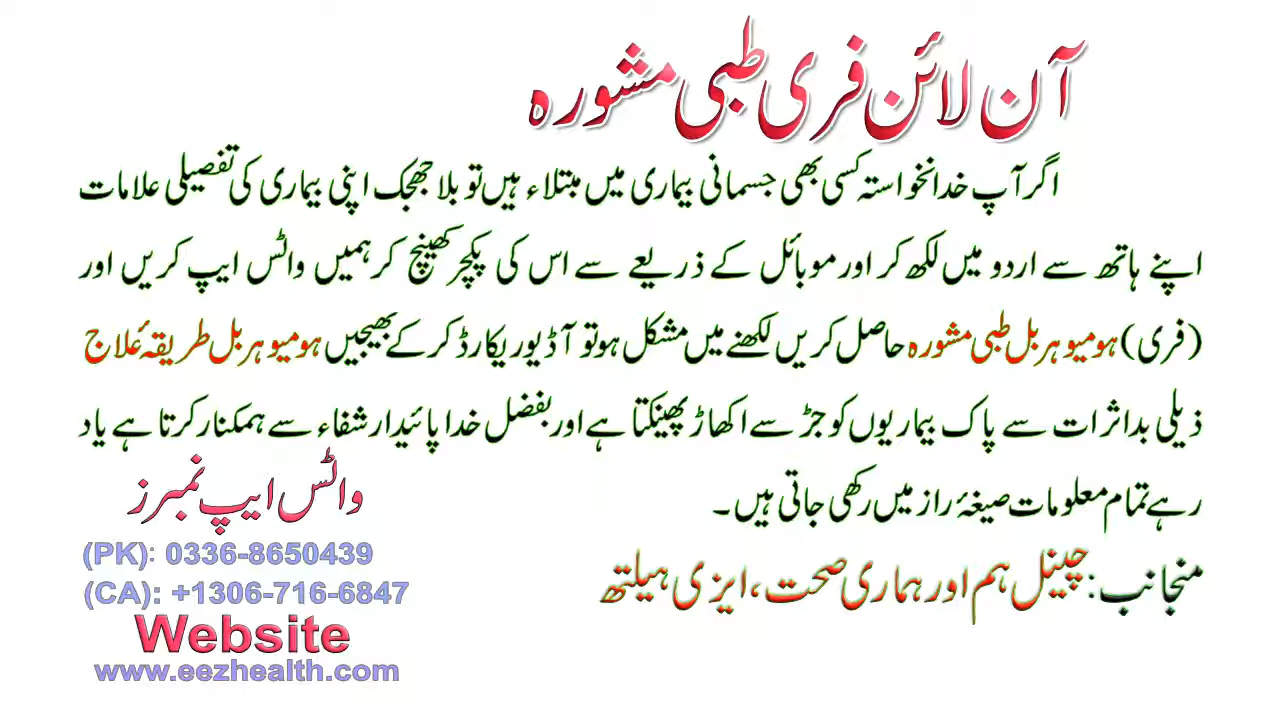 آن لائن فری طبی مشورہ
اگر آپ خدانخواستہ کسی بھی جسمانی بیماری میں مبتلاء ہیں تو بلا جھجک اپنی بیماری کی تفصیلی علامات
اپنے ہاتھ سے اردو میں لکھ کر اور موبائل کے ذریعے سے اس کی پکچر کھینچ کر ہمیں واٹس ایپ کریں اور
(فری) ہومیو ہربل طبی مشورہ حاصل کریں لکھنے میں مشکل ہو تو آڈیو ریکارڈ کر کے بھیجیں ہومیو ہربل طریقہ علاج
ذیلی بداثرات سے پاک بیماریوں کو جڑ سے اکھاڑ پھینکتا ہے اور بفضل خدا پائیدار شفاء سے ہمکنار کرتا ہے یاد
رہے تمام معلومات صیغۂ راز میں رکھی جاتی ہیں۔
منجانب: چینل ہم اور ہماری صحت، ایزی ہیلتھ
واٹس ایپ نمبرز
(PK): 0336-8650439
(CA): +1306-716-6847
Website
www.eezhealth.com